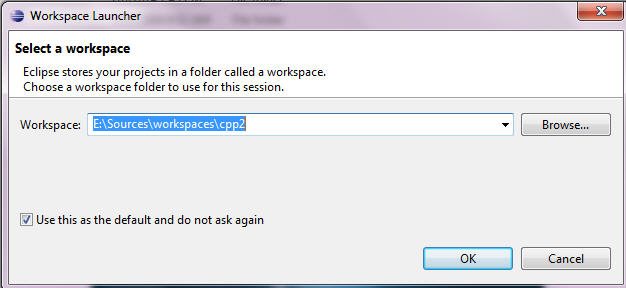 Workspace Launcher
Select a workspace
Eclipse stores your projects in a folder called a workspace.
Choose a workspace folder to use for this session.
Workspace: E:\Sources\workspaces\cpp2 Browse...
Use this as the default and do not ask again
OK Cancel